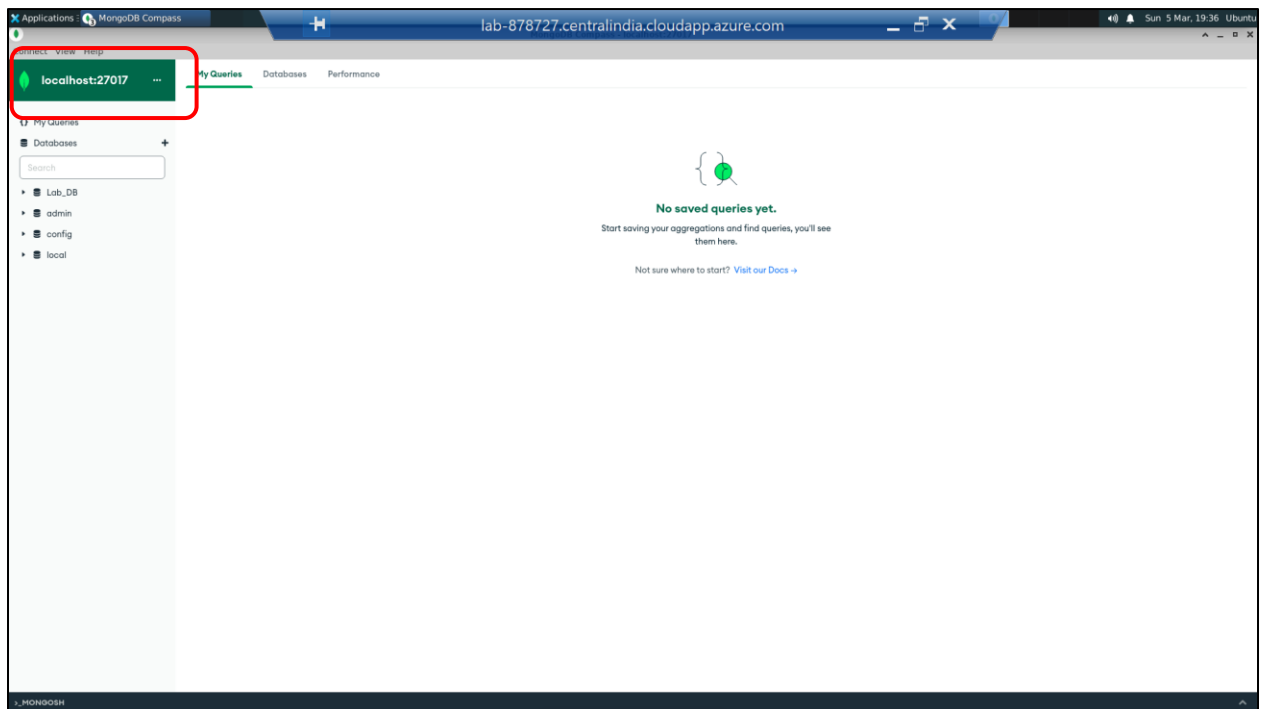 Applications MongoDB Compass
lab-878727.centralindia.cloudapp.azure.com
Sun 5 Mar, 19:36 Ubuntu
Connect View Help
localhost:27017 ...
My Queries Databases Performance
{} My Queries
Databases +
Search
Lab_DB
admin
config
local
No saved queries yet.
Start saving your aggregations and find queries, you'll see
them here.
Not sure where to start? Visit our Docs →
>_MONGOSH